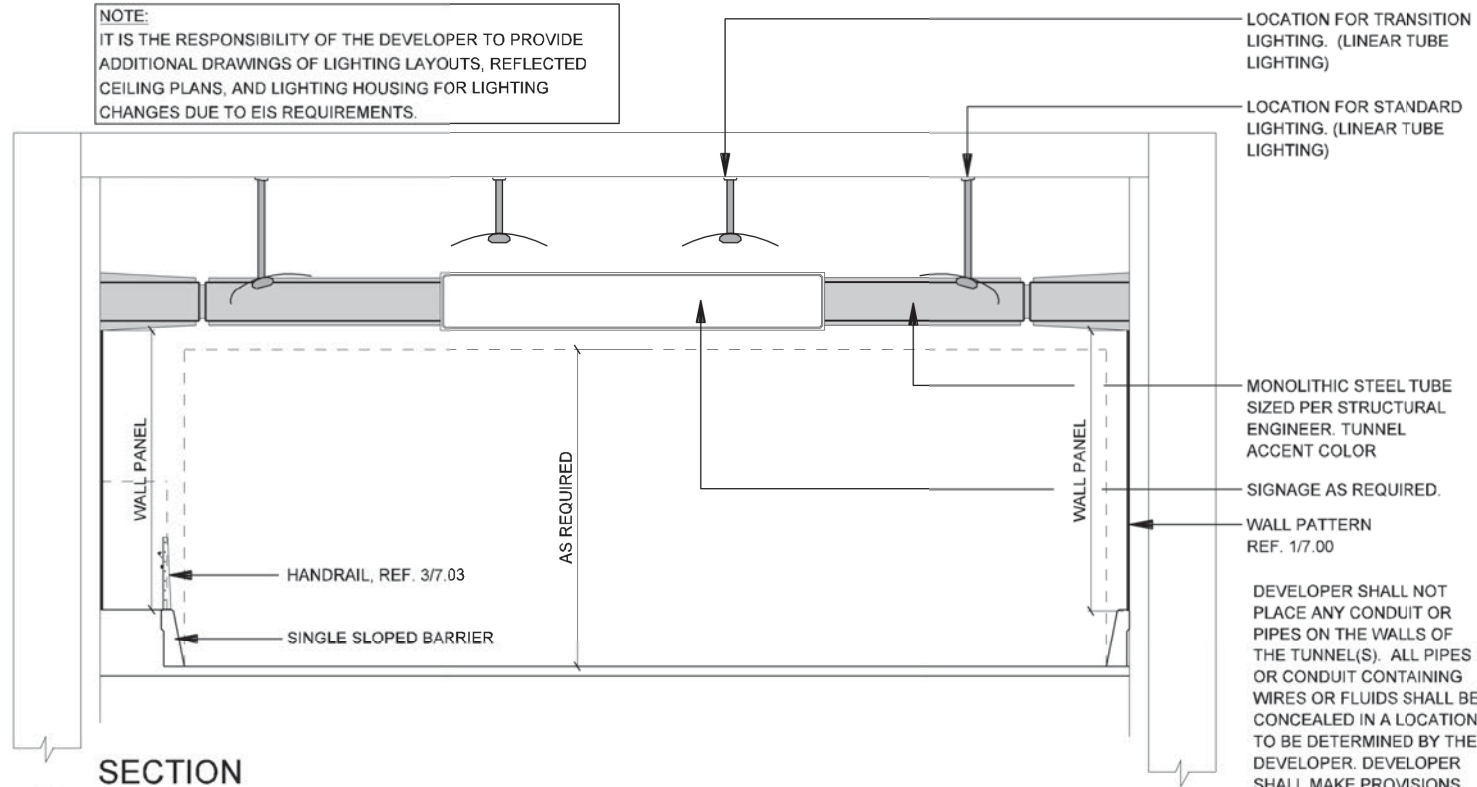 NOTE:
IT IS THE RESPONSIBILITY OF THE DEVELOPER TO PROVIDE
ADDITIONAL DRAWINGS OF LIGHTING LAYOUTS, REFLECTED
CEILING PLANS, AND LIGHTING HOUSING FOR LIGHTING
CHANGES DUE TO EIS REQUIREMENTS.
LOCATION FOR TRANSITION
LIGHTING. (LINEAR TUBE
LIGHTING)
LOCATION FOR STANDARD
LIGHTING. (LINEAR TUBE
LIGHTING)
WALL PANEL
AS REQUIRED
WALL PANEL
MONOLITHIC STEEL TUBE
SIZED PER STRUCTURAL
ENGINEER. TUNNEL
ACCENT COLOR
SIGNAGE AS REQUIRED.
WALL PATTERN
REF. 1/7.00
HANDRAIL, REF. 3/7.03
SINGLE SLOPED BARRIER
DEVELOPER SHALL NOT
PLACE ANY CONDUIT OR
PIPES ON THE WALLS OF
THE TUNNEL(S). ALL PIPES
OR CONDUIT CONTAINING
WIRES OR FLUIDS SHALL BE
CONCEALED IN A LOCATION
TO BE DETERMINED BY THE
DEVELOPER. DEVELOPER
SHALL MAKE PROVISIONS
SECTION